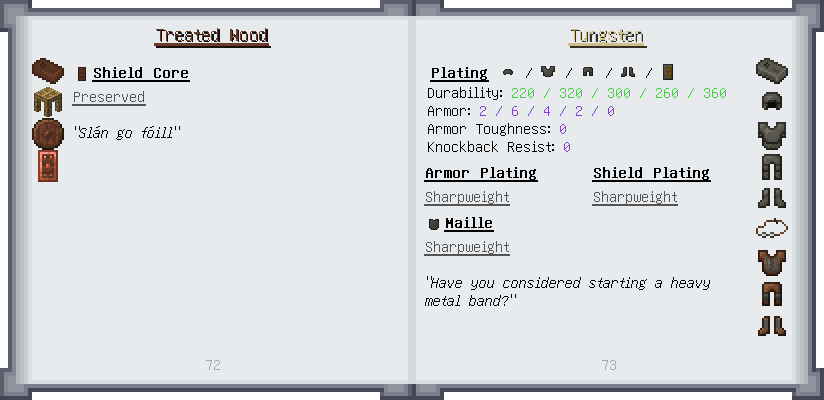 Treated Wood
Shield Core
Preserved
"Slán go fóill"
72
Tungsten
Plating / / / /
Durability: 220 / 320 / 300 / 260 / 360
Armor: 2 / 6 / 4 / 2 / 0
Armor Toughness: 0
Knockback Resist: 0
Armor Plating Shield Plating
Sharpweight Sharpweight
Maille
Sharpweight
"Have you considered starting a heavy
metal band?"
73